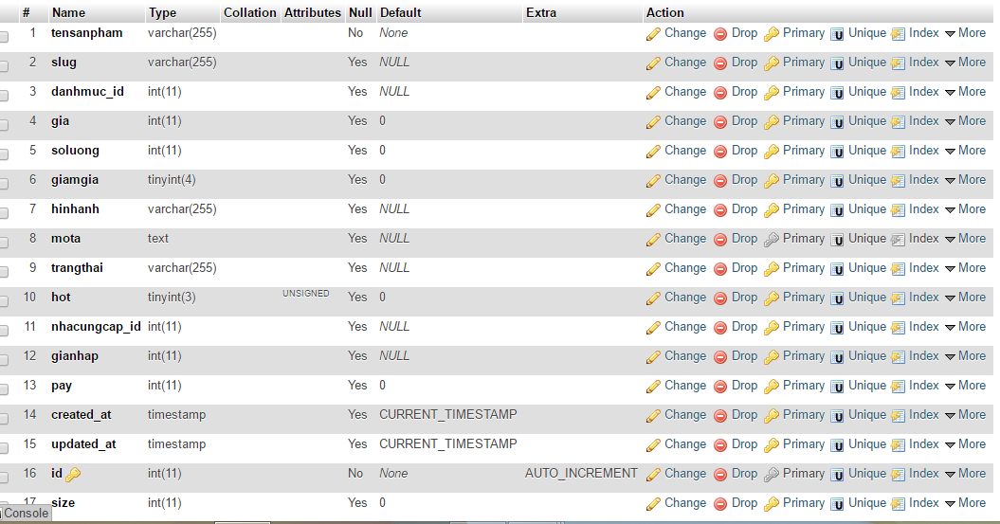 # Name Type Collation Attributes Null Default Extra Action
1 tensanpham varchar(255) No None Change Drop Primary Unique Index More
2 slug varchar(255) Yes NULL Change Drop Primary Unique Index More
3 danhmuc_id int(11) Yes NULL Change Drop Primary Unique Index More
4 gia int(11) Yes 0 Change Drop Primary Unique Index More
5 soluong int(11) Yes 0 Change Drop Primary Unique Index More
6 giamgia tinyint(4) Yes 0 Change Drop Primary Unique Index More
7 hinhanh varchar(255) Yes NULL Change Drop Primary Unique Index More
8 mota text Yes NULL Change Drop Primary Unique Index More
9 trangthai varchar(255) Yes NULL Change Drop Primary Unique Index More
10 hot tinyint(3) UNSIGNED Yes 0 Change Drop Primary Unique Index More
11 nhacungcap_id int(11) Yes NULL Change Drop Primary Unique Index More
12 gianhap int(11) Yes NULL Change Drop Primary Unique Index More
13 pay int(11) Yes 0 Change Drop Primary Unique Index More
14 created_at timestamp Yes CURRENT_TIMESTAMP Change Drop Primary Unique Index More
15 updated_at timestamp Yes CURRENT_TIMESTAMP Change Drop Primary Unique Index More
16 id int(11) No None AUTO_INCREMENT Change Drop Primary Unique Index More
17 size int(11) Yes 0 Change Drop Primary Unique Index More
Console